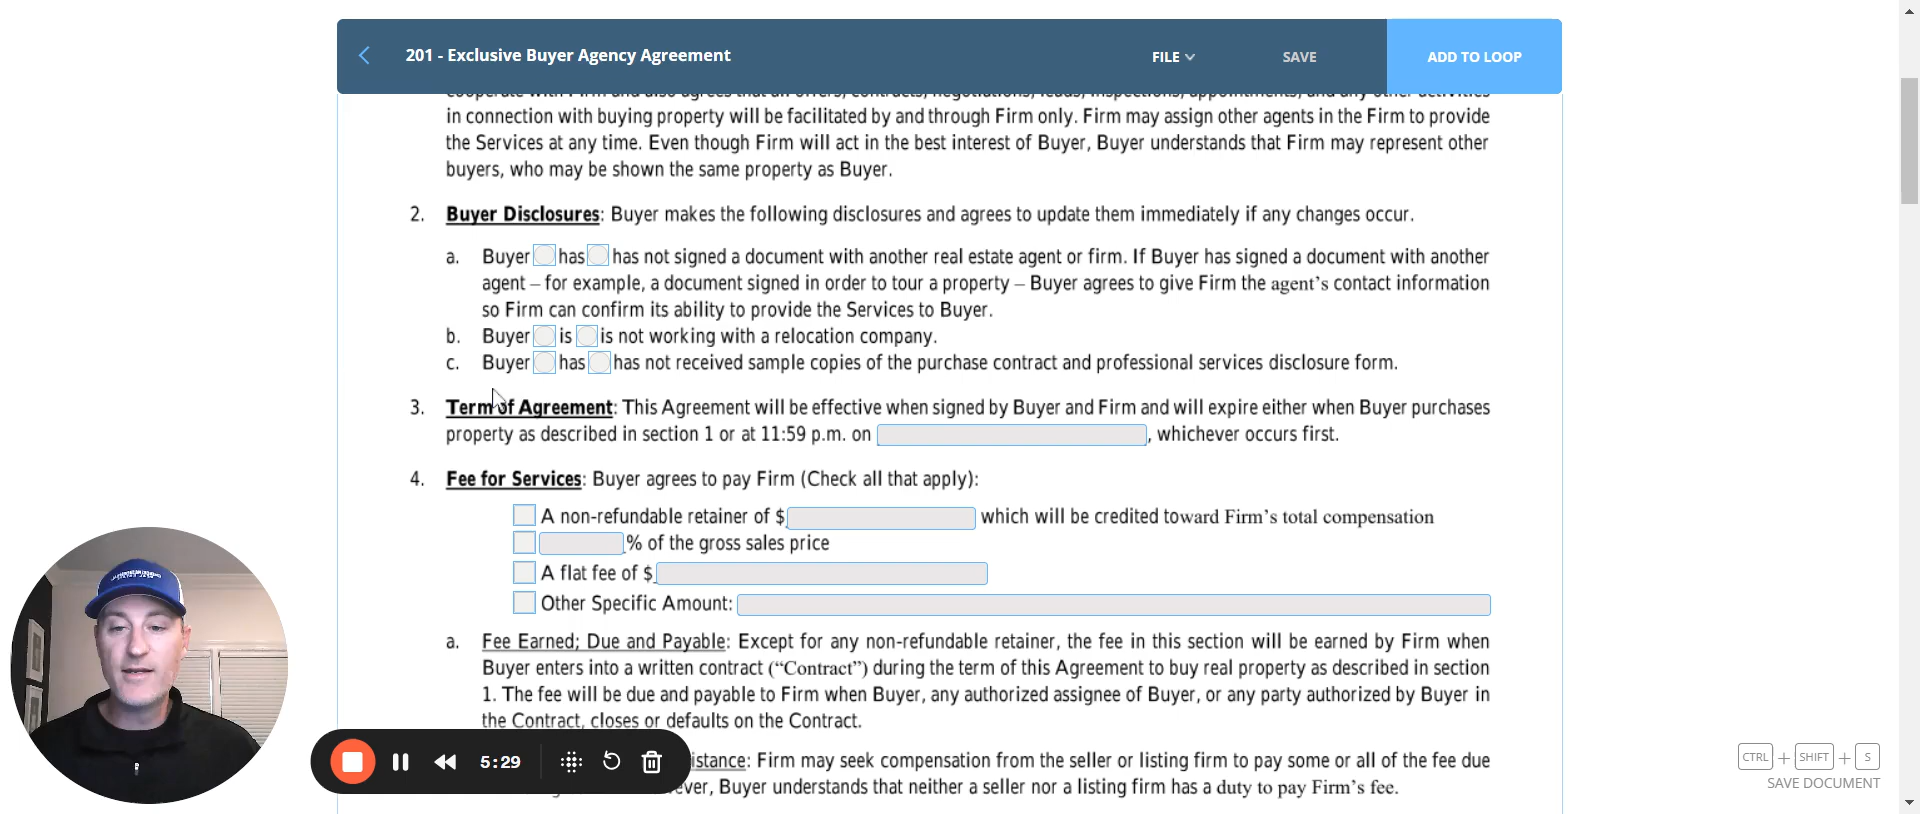 201 - Exclusive Buyer Agency Agreement
FILE
SAVE
ADD TO LOOP
cooperate with Firm and also agrees that all offers, contracts, negotiations, leads, inspections, appointments, and any other activities
in connection with buying property will be facilitated by and through Firm only. Firm may assign other agents in the Firm to provide
the Services at any time. Even though Firm will act in the best interest of Buyer, Buyer understands that Firm may represent other
buyers, who may be shown the same property as Buyer.
2. Buyer Disclosures: Buyer makes the following disclosures and agrees to update them immediately if any changes occur.
a. Buyer has has not signed a document with another real estate agent or firm. If Buyer has signed a document with another
agent – for example, a document signed in order to tour a property – Buyer agrees to give Firm the agent's contact information
so Firm can confirm its ability to provide the Services to Buyer.
b. Buyer is is not working with a relocation company.
c. Buyer has has not received sample copies of the purchase contract and professional services disclosure form.
3. Term of Agreement: This Agreement will be effective when signed by Buyer and Firm and will expire either when Buyer purchases
property as described in section 1 or at 11:59 p.m. on , whichever occurs first.
4. Fee for Services: Buyer agrees to pay Firm (Check all that apply):
A non-refundable retainer of $ which will be credited toward Firm's total compensation
% of the gross sales price
A flat fee of $
Other Specific Amount:
a. Fee Earned; Due and Payable: Except for any non-refundable retainer, the fee in this section will be earned by Firm when
Buyer enters into a written contract (“Contract”) during the term of this Agreement to buy real property as described in section
1. The fee will be due and payable to Firm when Buyer, any authorized assignee of Buyer, or any party authorized by Buyer in
the Contract, closes or defaults on the Contract.
istance: Firm may seek compensation from the seller or listing firm to pay some or all of the fee due
ever, Buyer understands that neither a seller nor a listing firm has a duty to pay Firm's fee.
5:29
CTRL + SHIFT + S
SAVE DOCUMENT